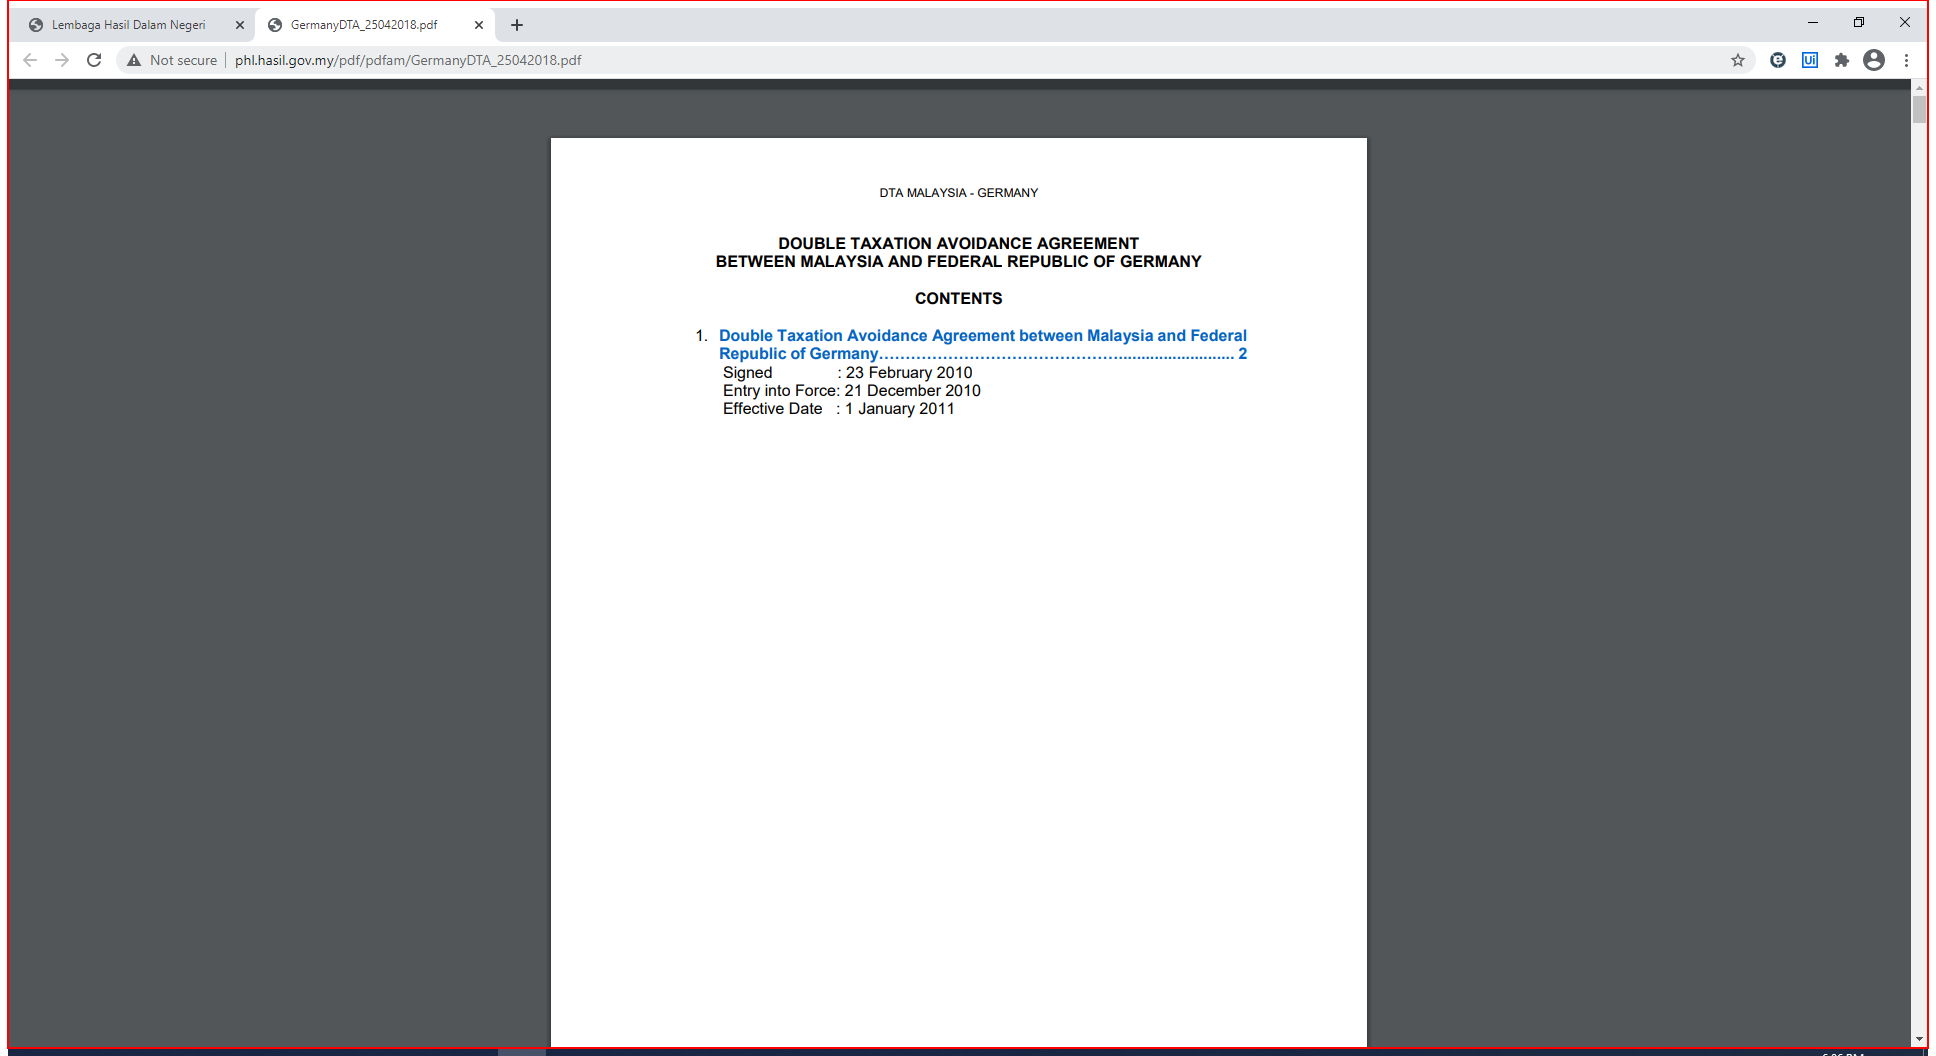 Lembaga Hasil Dalam Negeri
GermanyDTA_25042018.pdf
Not secure phl.hasil.gov.my/pdf/pdfam/GermanyDTA_25042018.pdf
Ui
DTA MALAYSIA - GERMANY
DOUBLE TAXATION AVOIDANCE AGREEMENT
BETWEEN MALAYSIA AND FEDERAL REPUBLIC OF GERMANY
CONTENTS
1. Double Taxation Avoidance Agreement between Malaysia and Federal
Republic of Germany……………………………………….......................... 2
Signed : 23 February 2010
Entry into Force: 21 December 2010
Effective Date : 1 January 2011